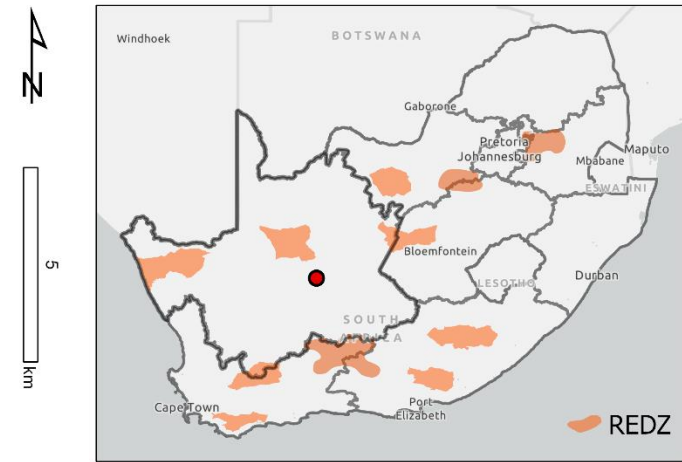 N
5
km
Windhoek
BOTSWANA
Gaborone
Pretoria
Johannesburg
Maputo
Mbabane
ESWATINI
Bloemfontein
LESOTHO
Durban
SOUTH
AFRICA
Cape Town
Port
Elizabeth
REDZ